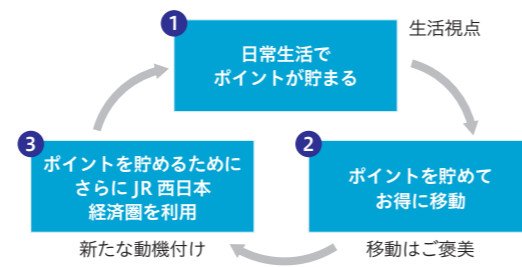 1
日常生活で
ポイントが貯まる
生活視点
2
ポイントを貯めて
お得に移動
移動はご褒美
3
ポイントを貯めるために
さらに JR 西日本
経済圏を利用
新たな動機付け